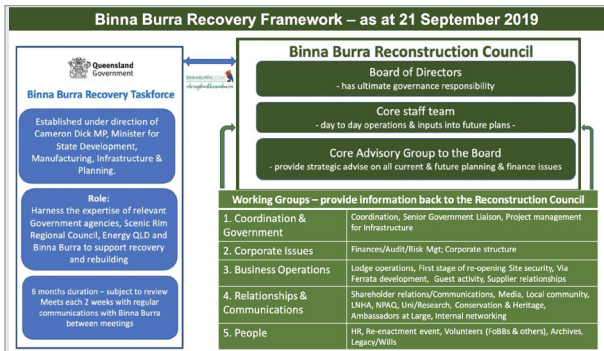 Binna Burra Recovery Framework – as at 21 September 2019
Queensland
Government
Binna Burra Recovery Taskforce
Established under direction of
Cameron Dick MP, Minister for
State Development,
Manufacturing, Infrastructure &
Planning.
Role:
Harness the expertise of relevant
Government agencies, Scenic Rim
Regional Council, Energy QLD and
Binna Burra to support recovery
and rebuilding
6 months duration – subject to review
Meets each 2 weeks with regular
communications with Binna Burra
between meetings
Binna Burra Reconstruction Council
Board of Directors
- has ultimate governance responsibility
Core staff team
- day to day operations & inputs into future plans -
Core Advisory Group to the Board
- provide strategic advise on all current & future planning & finance issues
Working Groups – provide information back to the Reconstruction Council
1. Coordination &
Government
Coordination, Senior Government Liaison, Project management
for Infrastructure
2. Corporate Issues
Finances/Audit/Risk Mgt; Corporate structure
3. Business Operations
Lodge operations, First stage of re-opening Site security, Via
Ferrata development, Guest activity, Supplier relationships
4. Relationships &
Communications
Shareholder relations/Communications, Media, Local community,
LNHA, NPAQ, Uni/Research, Conservation & Heritage,
Ambassadors at Large, Internal networking
5. People
HR, Re-enactment event, Volunteers (FoBBs & others), Archives,
Legacy/Wills